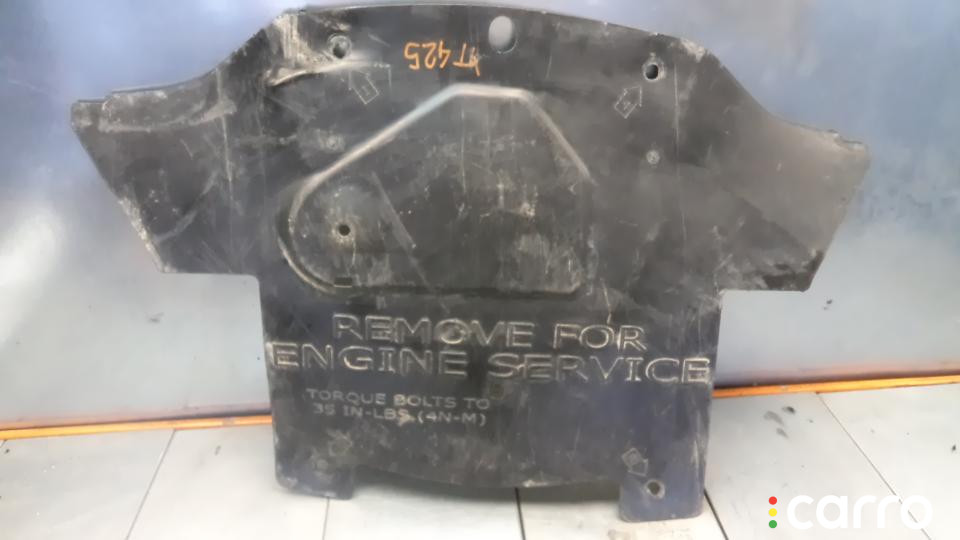 YT425
REMOVE FOR
ENGINE SERVICE
TORQUE BOLTS TO
35 IN-LBS.(4N-M)
carro